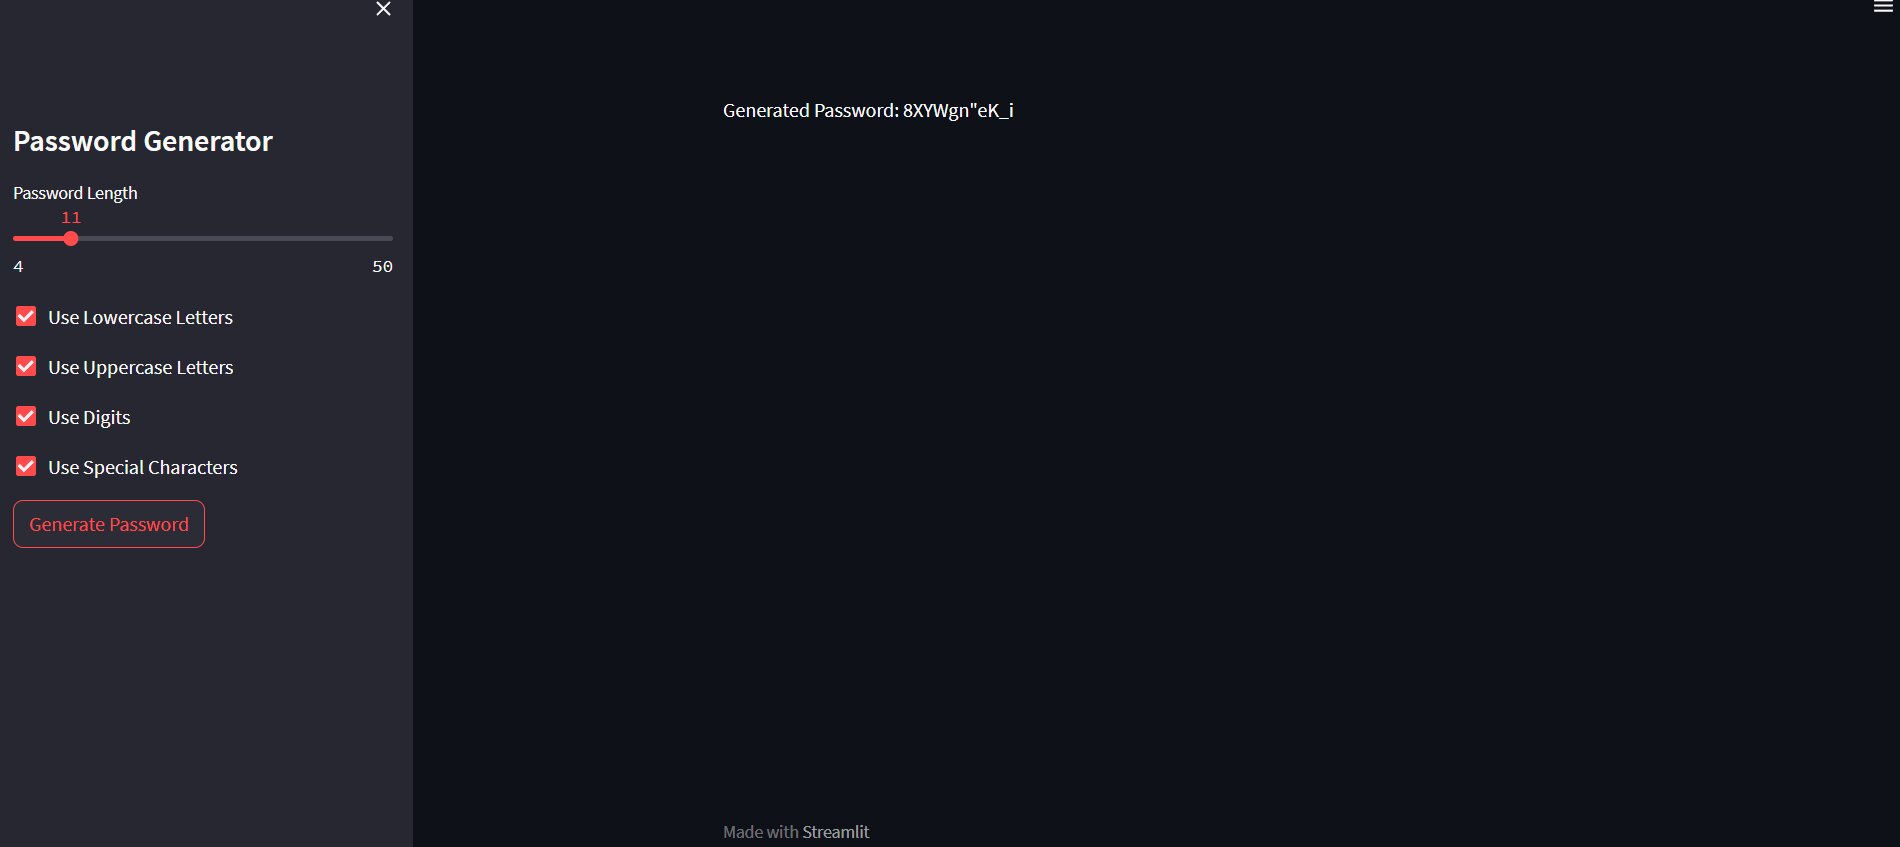 Password Generator
Password Length
11
4 50
Use Lowercase Letters
Use Uppercase Letters
Use Digits
Use Special Characters
Generate Password
Generated Password: 8XYWgn"eK_i
Made with Streamlit